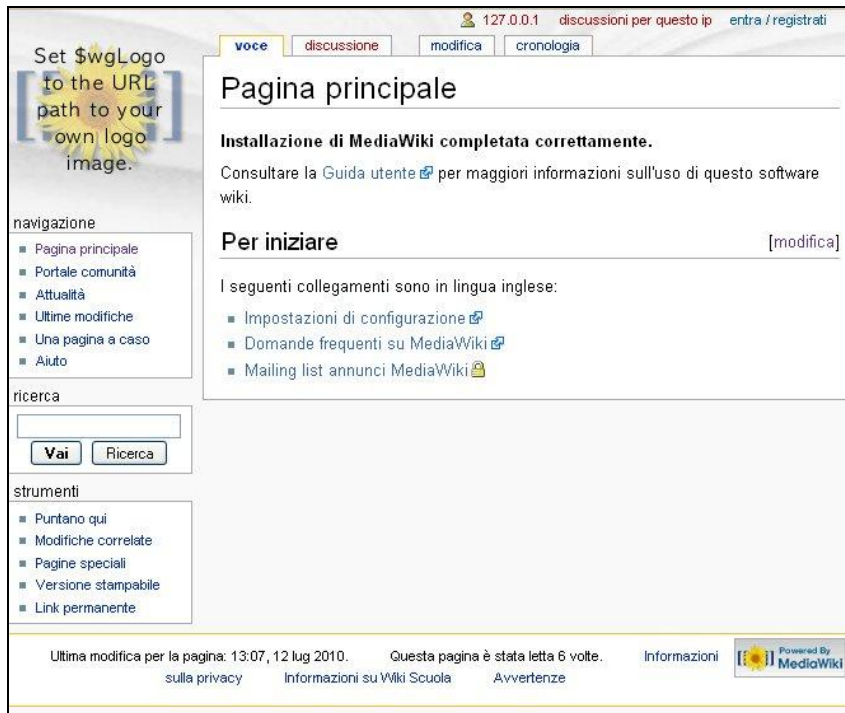 127.0.0.1 discussioni per questo ip entra / registrati
Set $wgLogo
to the URL
path to your
own logo
image.
voce discussione modifica cronologia
Pagina principale
Installazione di MediaWiki completata correttamente.
Consultare la Guida utente per maggiori informazioni sull'uso di questo software
wiki.
Per iniziare [modifica]
I seguenti collegamenti sono in lingua inglese:
Impostazioni di configurazione
Domande frequenti su MediaWiki
Mailing list annunci MediaWiki
navigazione
Pagina principale
Portale comunità
Attualità
Ultime modifiche
Una pagina a caso
Aiuto
ricerca
Vai Ricerca
strumenti
Puntano qui
Modifiche correlate
Pagine speciali
Versione stampabile
Link permanente
Ultima modifica per la pagina: 13:07, 12 lug 2010. Questa pagina è stata letta 6 volte. Informazioni
sulla privacy Informazioni su Wiki Scuola Avvertenze
Powered By
MediaWiki